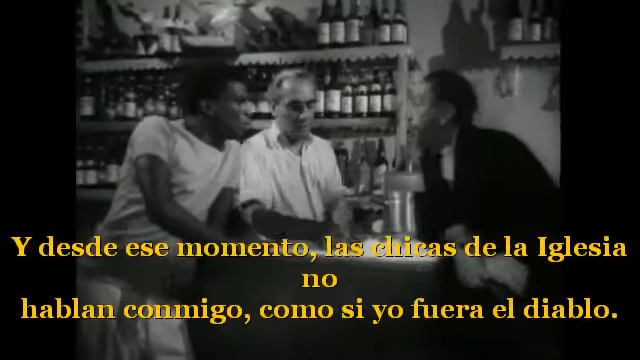 Y desde ese momento, las chicas de la Iglesia
no
hablan conmigo, como si yo fuera el diablo.